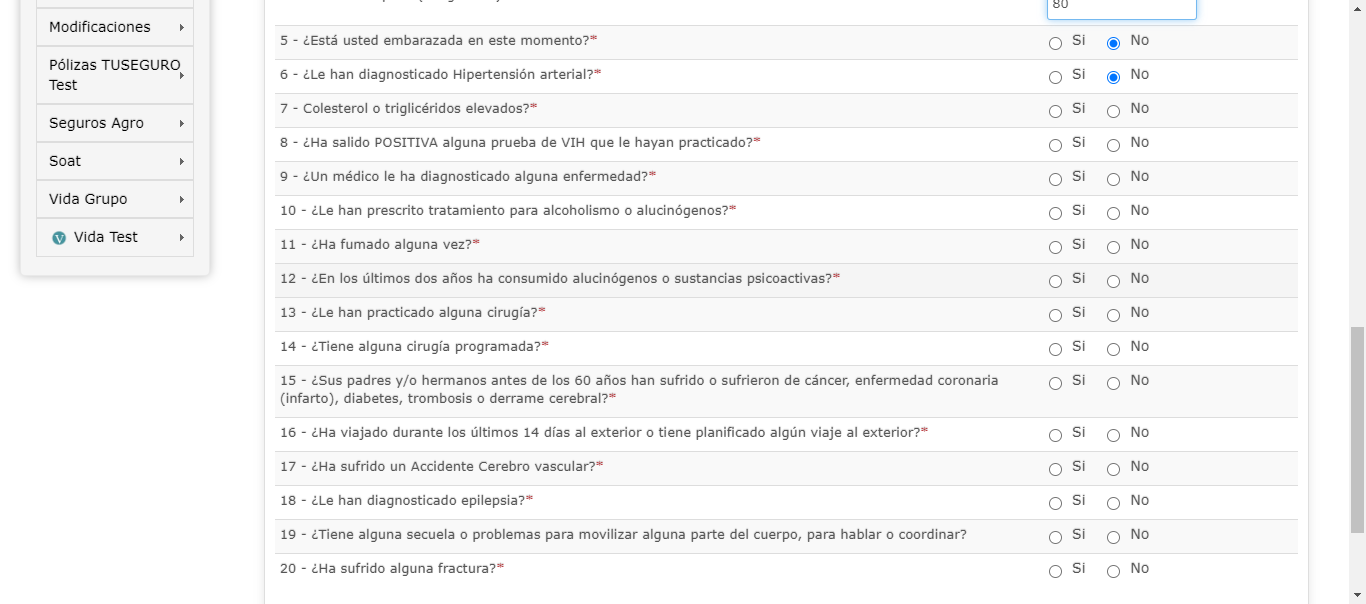 80
Modificaciones
5 - ¿Está usted embarazada en este momento?* Si No
Pólizas TUSEGURO
Test
6 - ¿Le han diagnosticado Hipertensión arterial?* Si No
7 - Colesterol o triglicéridos elevados?* Si No
Seguros Agro
8 - ¿Ha salido POSITIVA alguna prueba de VIH que le hayan practicado?* Si No
Soat
9 - ¿Un médico le ha diagnosticado alguna enfermedad?* Si No
Vida Grupo
10 - ¿Le han prescrito tratamiento para alcoholismo o alucinógenos?* Si No
V Vida Test
11 - ¿Ha fumado alguna vez?* Si No
12 - ¿En los últimos dos años ha consumido alucinógenos o sustancias psicoactivas?* Si No
13 - ¿Le han practicado alguna cirugía?* Si No
14 - ¿Tiene alguna cirugía programada?* Si No
15 - ¿Sus padres y/o hermanos antes de los 60 años han sufrido o sufrieron de cáncer, enfermedad coronaria Si No
(infarto), diabetes, trombosis o derrame cerebral?*
16 - ¿Ha viajado durante los últimos 14 días al exterior o tiene planificado algún viaje al exterior?* Si No
17 - ¿Ha sufrido un Accidente Cerebro vascular?* Si No
18 - ¿Le han diagnosticado epilepsia?* Si No
19 - ¿Tiene alguna secuela o problemas para movilizar alguna parte del cuerpo, para hablar o coordinar? Si No
20 - ¿Ha sufrido alguna fractura?* Si No